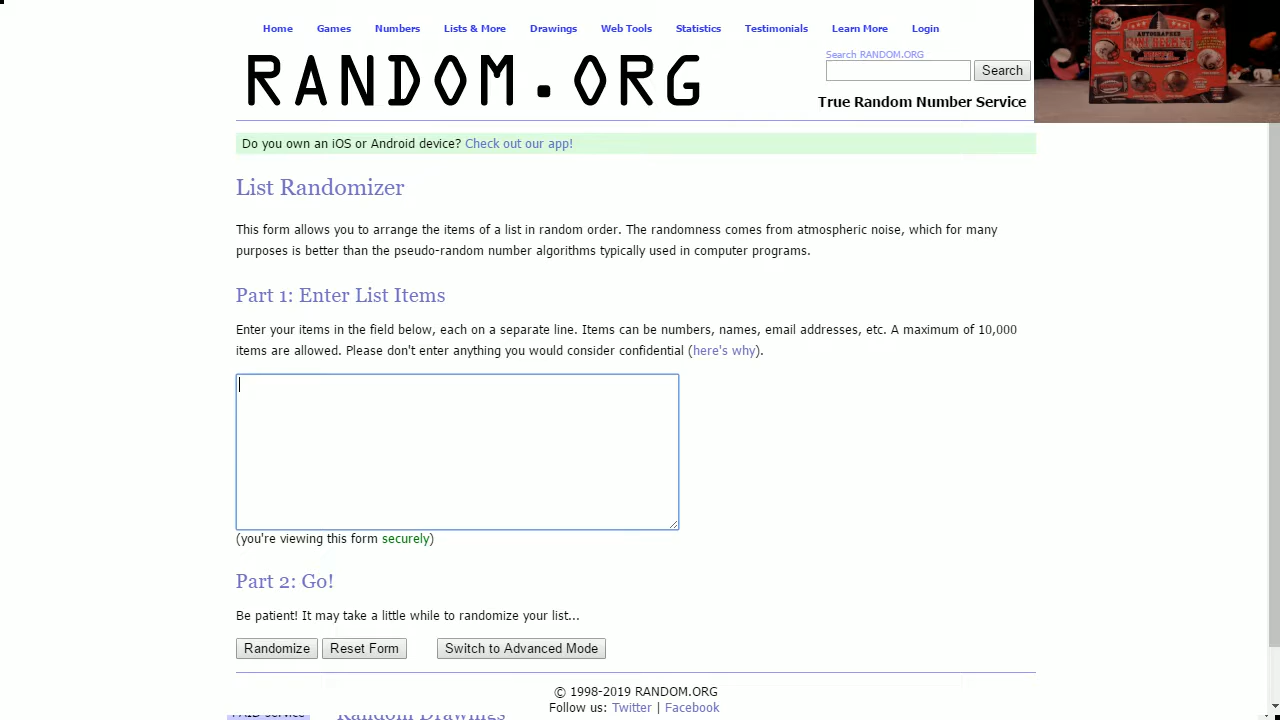 Home Games Numbers Lists & More Drawings Web Tools Statistics Testimonials Learn More Login
RANDOM.ORG
Search RANDOM.ORG
Search
True Random Number Service
AUTOGRAPHED
MINI HELMET
Do you own an iOS or Android device? Check out our app!
List Randomizer
This form allows you to arrange the items of a list in random order. The randomness comes from atmospheric noise, which for many
purposes is better than the pseudo-random number algorithms typically used in computer programs.
Part 1: Enter List Items
Enter your items in the field below, each on a separate line. Items can be numbers, names, email addresses, etc. A maximum of 10,000
items are allowed. Please don't enter anything you would consider confidential (here's why).
(you're viewing this form securely)
Part 2: Go!
Be patient! It may take a little while to randomize your list...
Randomize Reset Form Switch to Advanced Mode
© 1998-2019 RANDOM.ORG
Follow us: Twitter | Facebook
PAID service Random Drawings